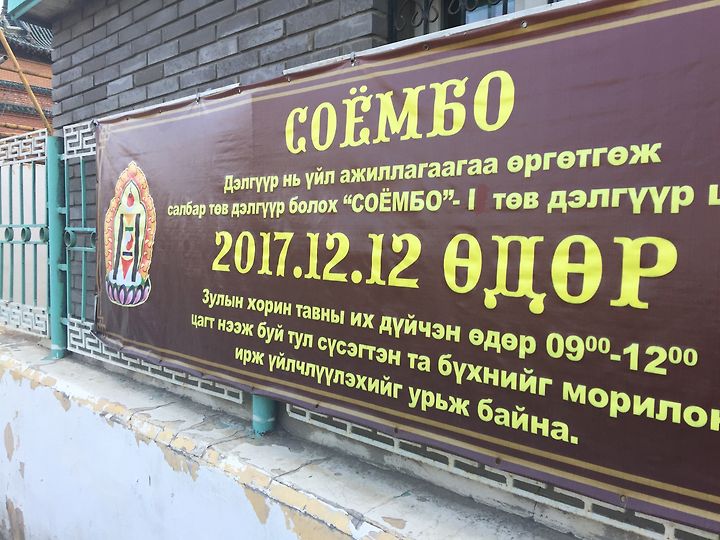 СОЁМБО
Дэлгүүр нь үйл ажиллагаагаа өргөтгөж
салбар төв дэлгүүр болох “СОЁМБО”- I төв дэлгүүр
2017.12.12 ӨДӨР
Зулын хорин тавны их дүйчэн өдөр 09⁰⁰-12⁰⁰
цагт нээж буй тул сүсэгтэн та бүхнийг
ирж үйлчлүүлэхийг урьж байна.